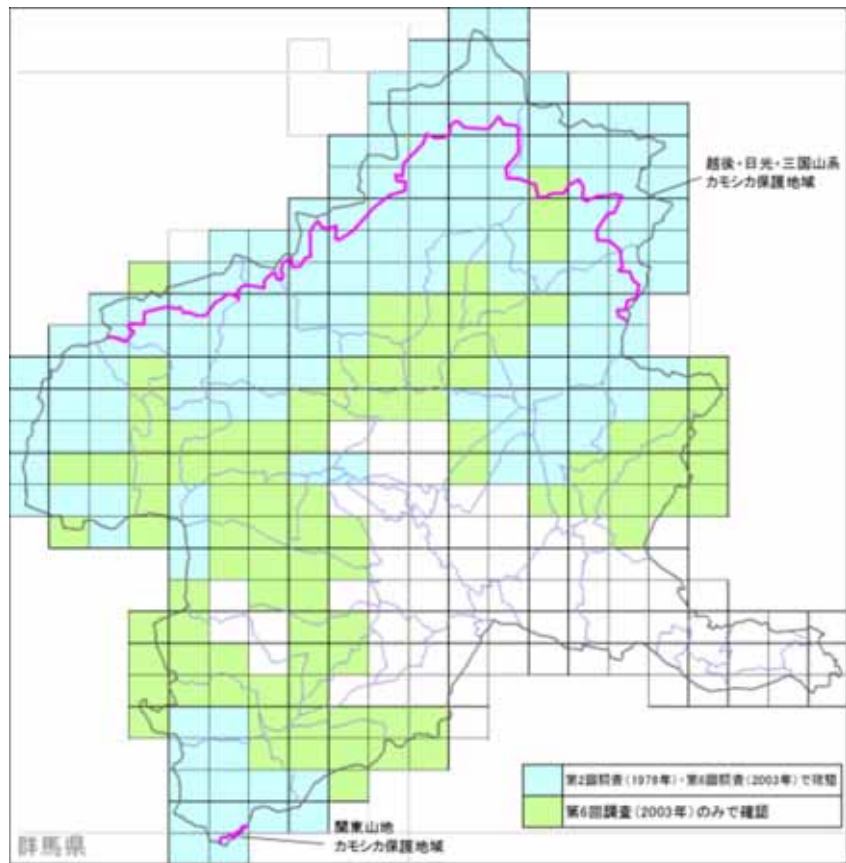 越後・日光・三国山系
カモシカ保護地域
第2回調査(1978年)・第6回調査(2003年)で確認
第6回調査(2003年)のみで確認
関東山地
カモシカ保護地域
群馬県